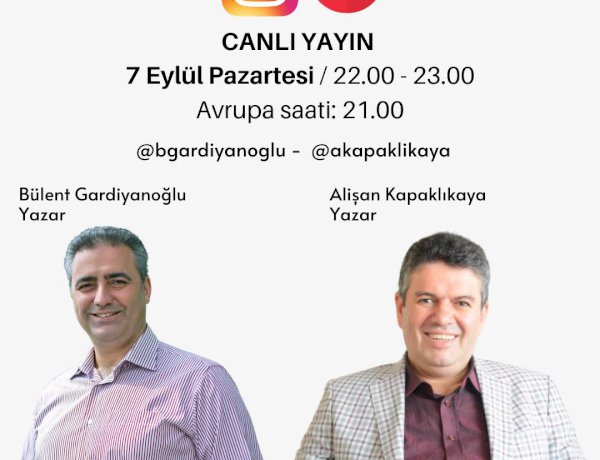 CANLI YAYIN
7 Eylül Pazartesi / 22.00 - 23.00
Avrupa saati: 21.00
@bgardiyanoglu - @akapaklikaya
Bülent Gardiyanoğlu
Yazar
Alişan Kapaklıkaya
Yazar